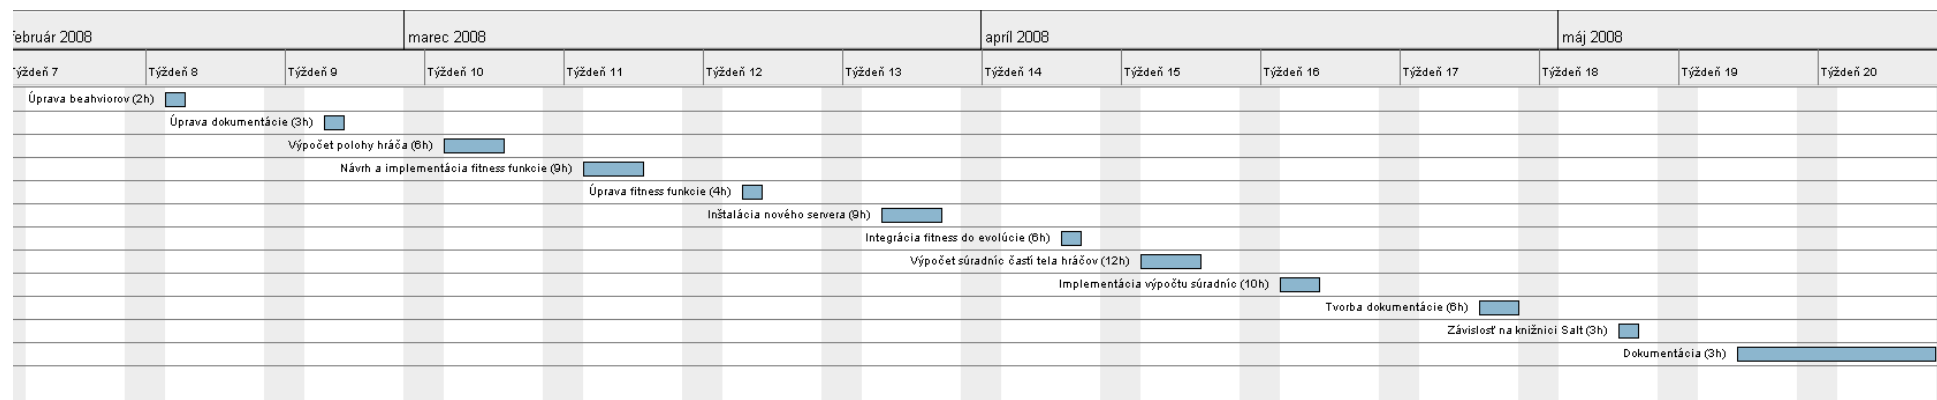 február 2008 marec 2008 apríl 2008 máj 2008
Týždeň 7 Týždeň 8 Týždeň 9 Týždeň 10 Týždeň 11 Týždeň 12 Týždeň 13 Týždeň 14 Týždeň 15 Týždeň 16 Týždeň 17 Týždeň 18 Týždeň 19 Týždeň 20
Úprava beahviorov (2h)
Úprava dokumentácie (3h)
Výpočet polohy hráča (6h)
Návrh a implementácia fitness funkcie (9h)
Úprava fitness funkcie (4h)
Inštalácia nového servera (9h)
Integrácia fitness do evolúcie (6h)
Výpočet súradníc častí tela hráčov (12h)
Implementácia výpočtu súradníc (10h)
Tvorba dokumentácie (6h)
Závislosť na knižnici Salt (3h)
Dokumentácia (3h)